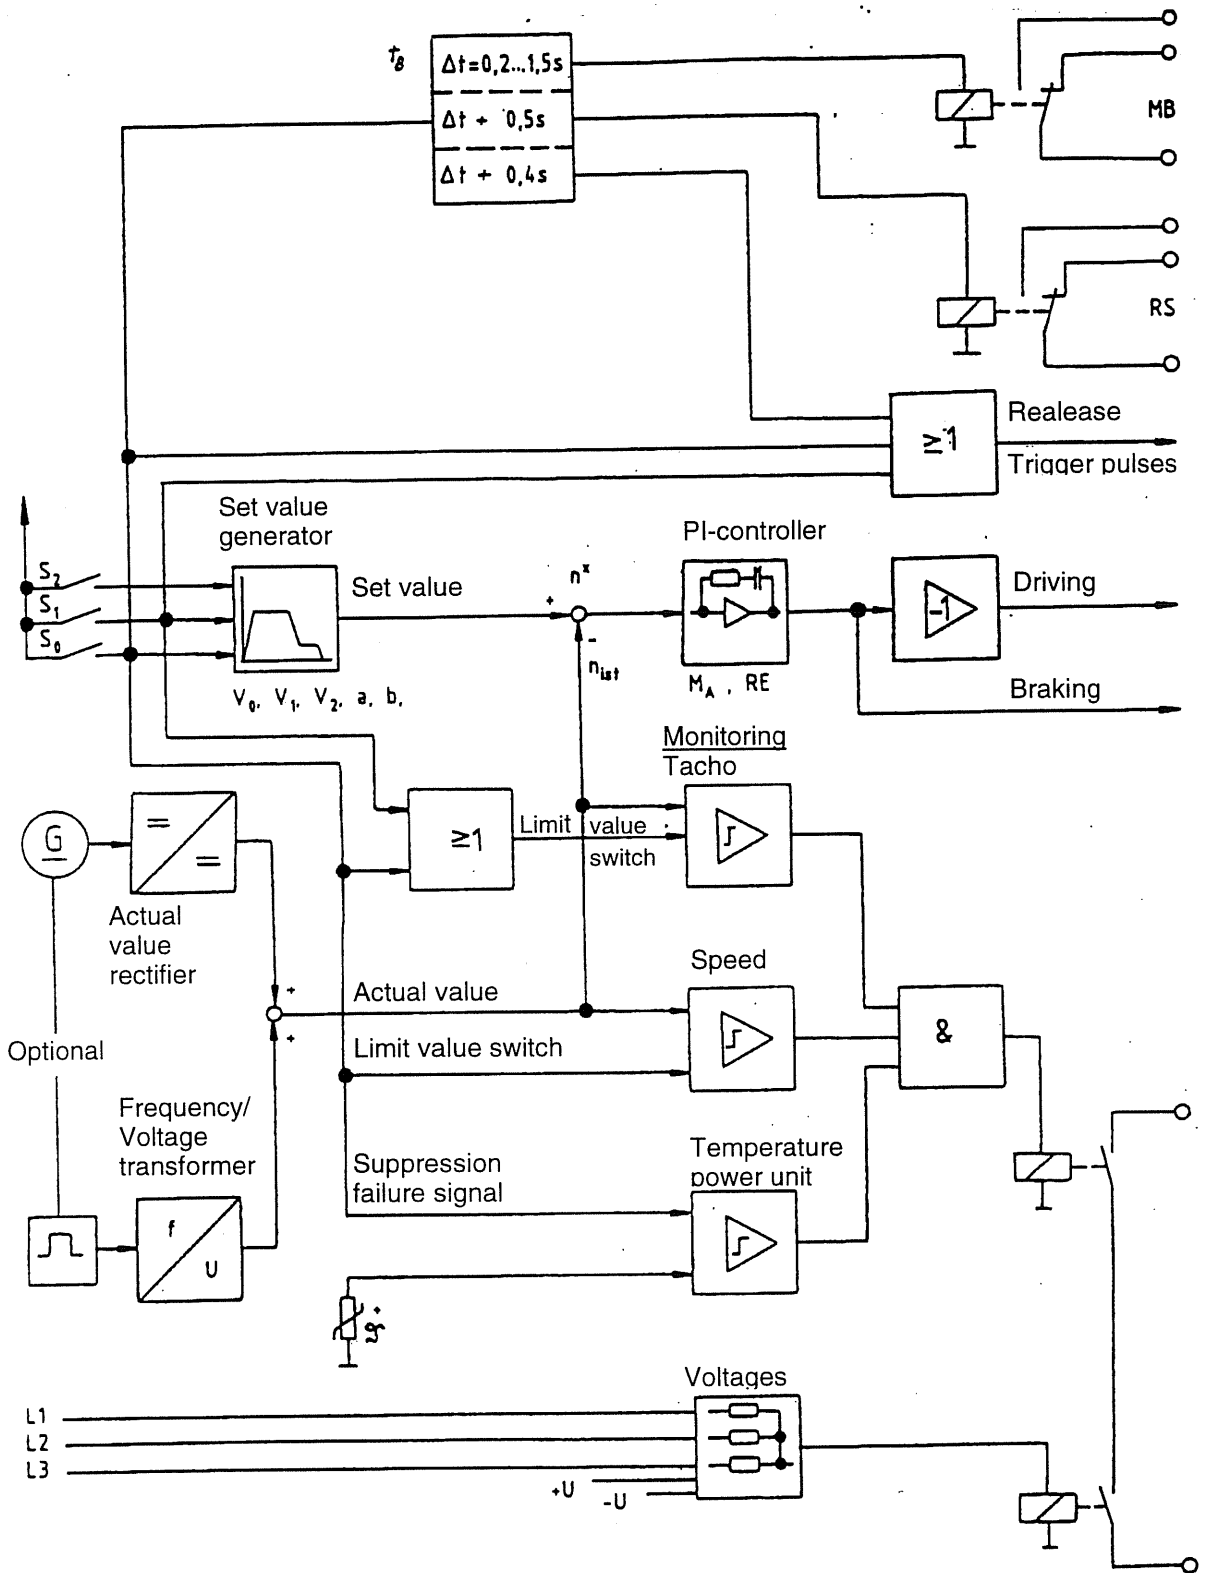 t_B
Δt=0,2...1,5s
Δt + 0,5s
Δt + 0,4s
MB
RS
≥1
Realease
Trigger pulses
Set value
generator
PI-controller
S₂
S₁
S₀
Set value
n*
+
-
n_ist
-1
Driving
V₀, V₁, V₂, a, b,
M_A , RE
Braking
Monitoring
Tacho
G
=
=
≥1
Limit value
switch
Actual
value
rectifier
Speed
+
Actual value
+
Limit value switch
&
Optional
Frequency/
Voltage
transformer
Temperature
power unit
Suppression
failure signal
f
U
+
ϑ
Voltages
L1
L2
L3
+U
-U